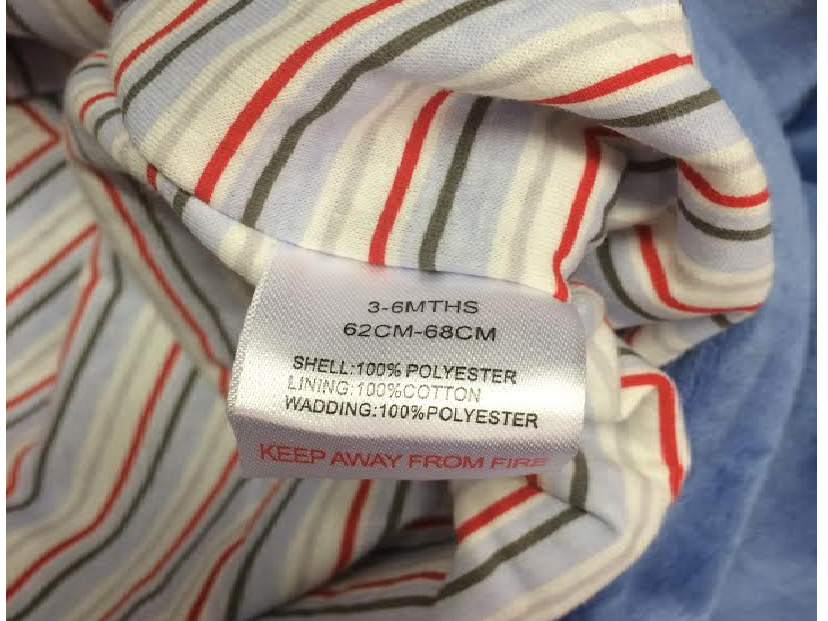 3-6MTHS
62CM-68CM
SHELL:100% POLYESTER
LINING:100%COTTON
WADDING:100%POLYESTER
KEEP AWAY FROM FIRE